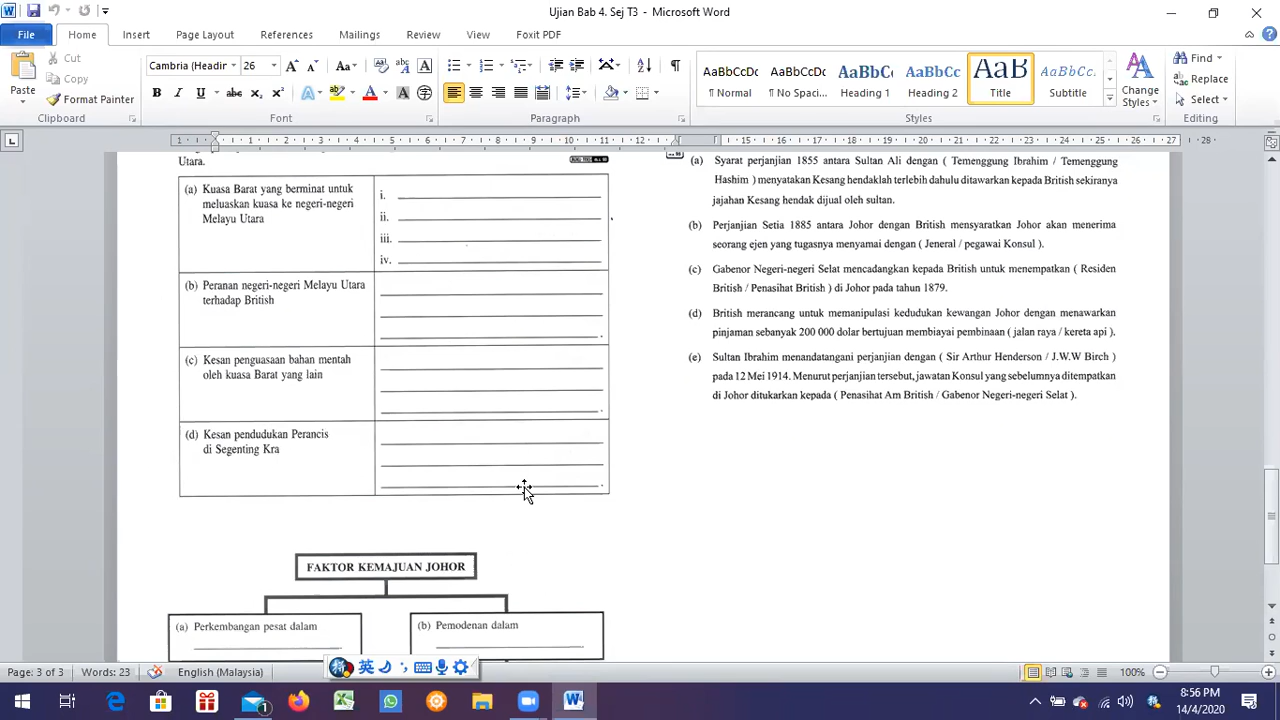 Ujian Bab 4. Sej T3 - Microsoft Word
File
Home
Insert
Page Layout
References
Mailings
Review
View
Foxit PDF
Paste
Cut
Copy
Format Painter
Clipboard
Cambria (Headir
26
Font
Paragraph
AaBbCcDc
¶ Normal
AaBbCcDc
¶ No Spaci...
AaBbCc
Heading 1
AaBbCc
Heading 2
AaB
Title
AaBbCcL
Subtitle
Change
Styles
Styles
Find
Replace
Select
Editing
Utara.
(a) Kuasa Barat yang berminat untuk
meluaskan kuasa ke negeri-negeri
Melayu Utara
i.
ii.
iii.
iv.
(b) Peranan negeri-negeri Melayu Utara
terhadap British
(c) Kesan penguasaan bahan mentah
oleh kuasa Barat yang lain
(d) Kesan pendudukan Perancis
di Segenting Kra
FAKTOR KEMAJUAN JOHOR
(a) Perkembangan pesat dalam
(b) Pemodenan dalam
(a) Syarat perjanjian 1855 antara Sultan Ali dengan ( Temenggung Ibrahim / Temenggung
Hashim ) menyatakan Kesang hendaklah terlebih dahulu ditawarkan kepada British sekiranya
jajahan Kesang hendak dijual oleh sultan.
(b) Perjanjian Setia 1885 antara Johor dengan British mensyaratkan Johor akan menerima
seorang ejen yang tugasnya menyamai dengan ( Jeneral / pegawai Konsul ).
(c) Gabenor Negeri-negeri Selat mencadangkan kepada British untuk menempatkan ( Residen
British / Penasihat British ) di Johor pada tahun 1879.
(d) British merancang untuk memanipulasi kedudukan kewangan Johor dengan menawarkan
pinjaman sebanyak 200 000 dolar bertujuan membiayai pembinaan ( jalan raya / kereta api ).
(e) Sultan Ibrahim menandatangani perjanjian dengan ( Sir Arthur Henderson / J.W.W Birch )
pada 12 Mei 1914. Menurut perjanjian tersebut, jawatan Konsul yang sebelumnya ditempatkan
di Johor ditukarkan kepada ( Penasihat Am British / Gabenor Negeri-negeri Selat ).
英
Page: 3 of 3
Words: 23
English (Malaysia)
100%
8:56 PM
14/4/2020